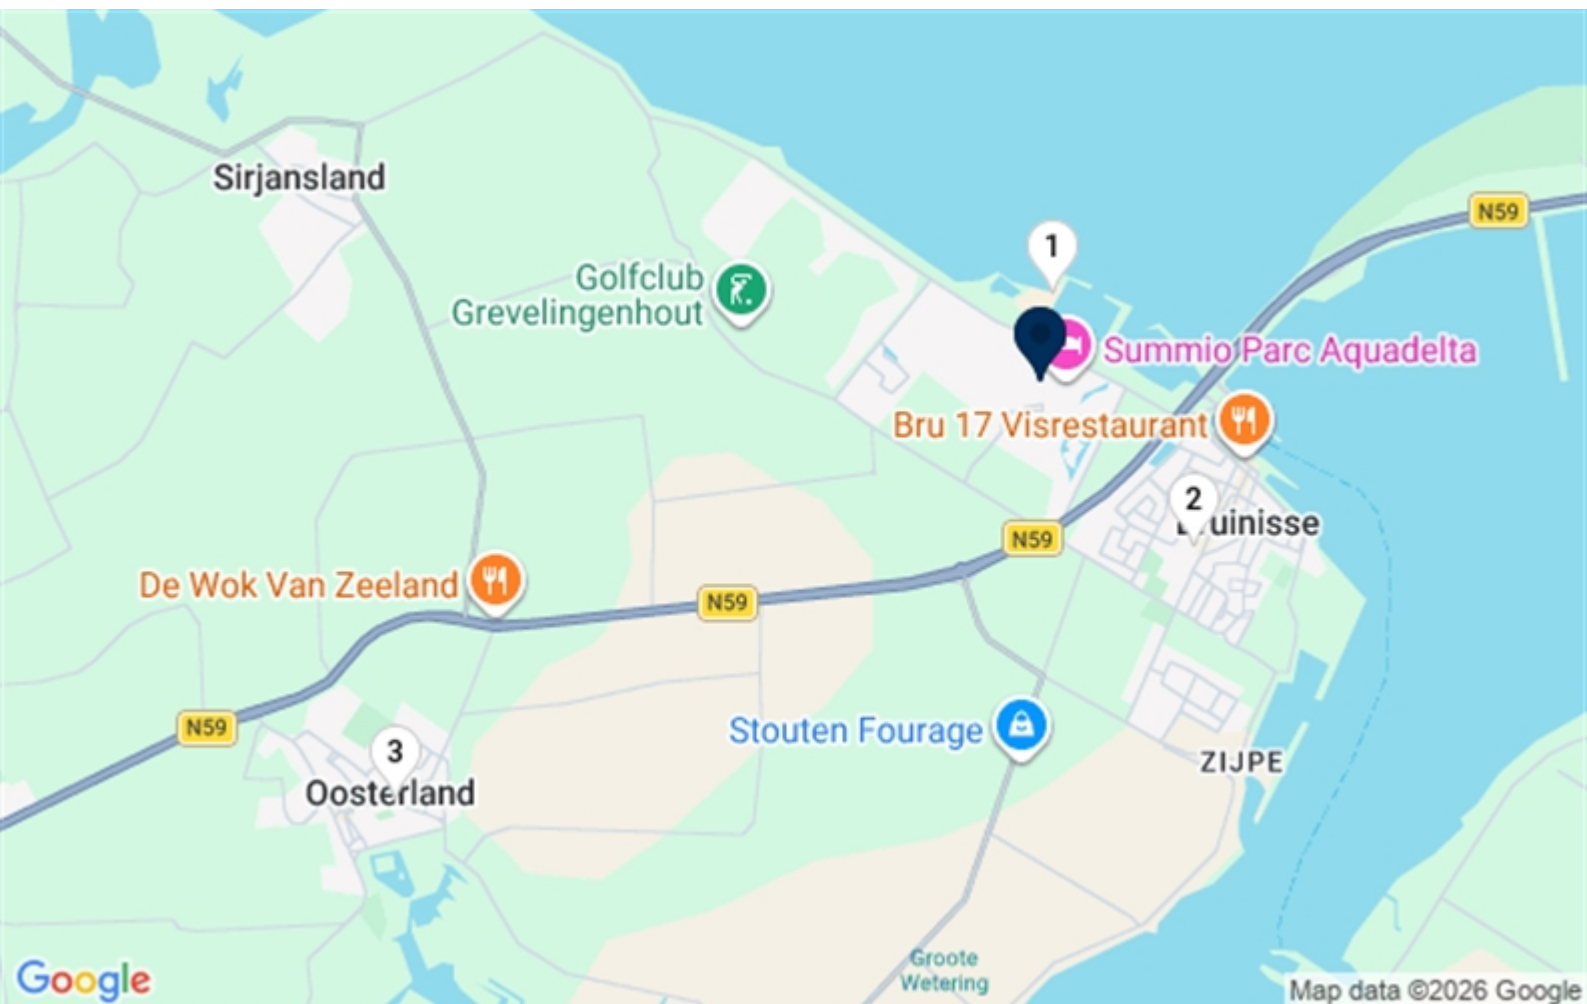 Sirjansland
N59
1
Golfclub
Grevelingenhout
Summio Parc Aquadelta
Bru 17 Visrestaurant
2
Bruinisse
N59
De Wok Van Zeeland
N59
N59
Stouten Fourage
3
ZIJPE
Oosterland
Groote
Wetering
Google
Map data ©2026 Google